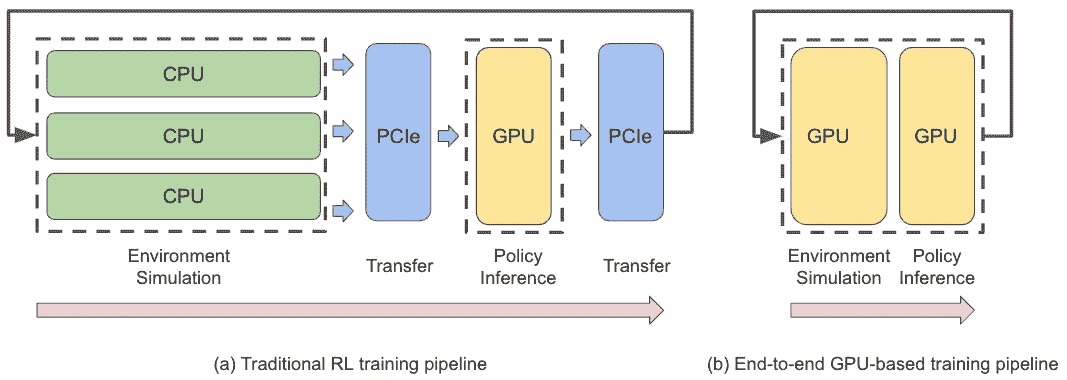 CPU
CPU
CPU
PCIe
GPU
PCIe
Environment
Simulation
Transfer
Policy
Inference
Transfer
(a) Traditional RL training pipeline
GPU
GPU
Environment
Simulation
Policy
Inference
(b) End-to-end GPU-based training pipeline